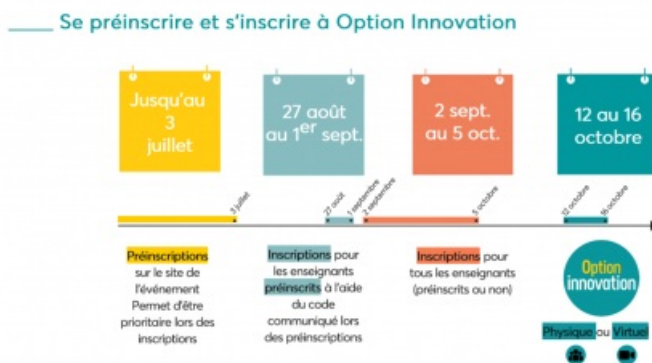 Se préinscrire et s'inscrire à Option Innovation
Jusqu'au
3
juillet
27 août
au 1er sept.
2 sept.
au 5 oct.
12 au 16
octobre
3 juillet
27 août
1 septembre
2 septembre
5 octobre
12 octobre
16 octobre
Préinscriptions
sur le site de
l'événement
Permet d'être
prioritaire lors des
inscriptions
Inscriptions pour
les enseignants
préinscrits à l'aide
du code
communiqué lors
des préinscriptions
Inscriptions pour
tous les enseignants
(préinscrits ou non)
Option
innovation
Physique ou Virtuel